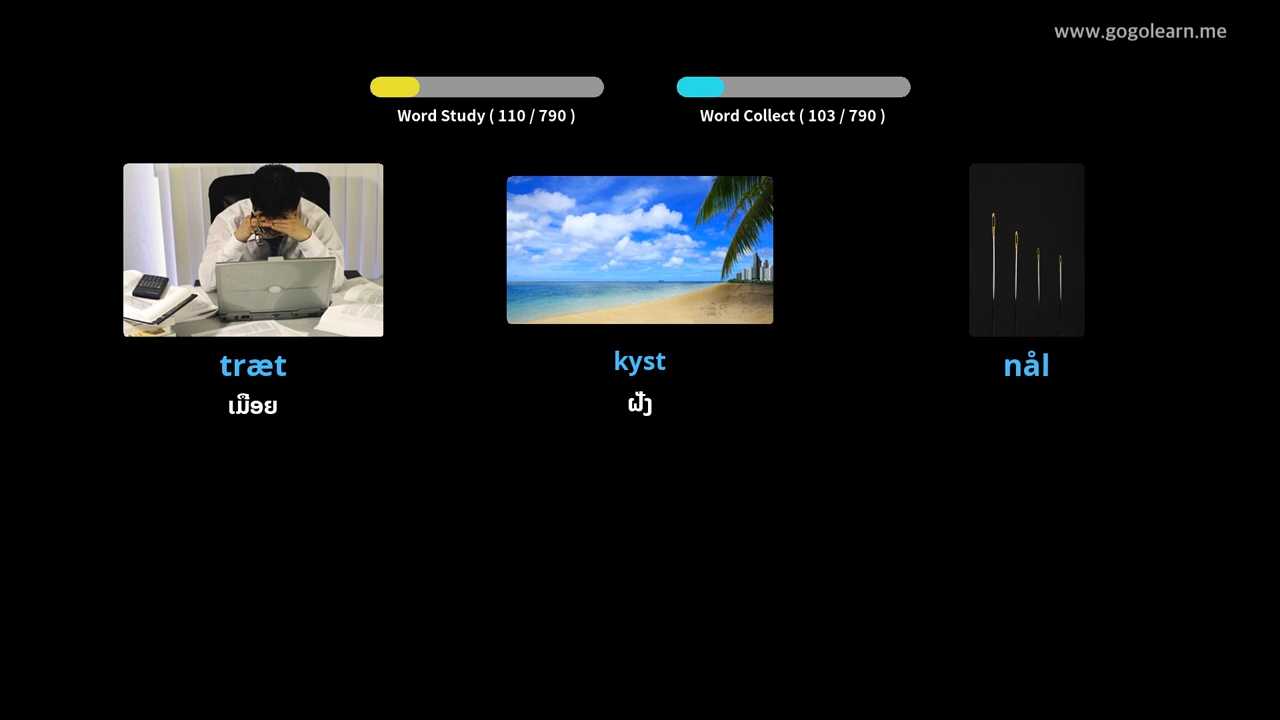 www.gogolearn.me
Word Study ( 110 / 790 )
Word Collect ( 103 / 790 )
træt
ເມື່ອຍ
kyst
ຝັ່ງ
nål